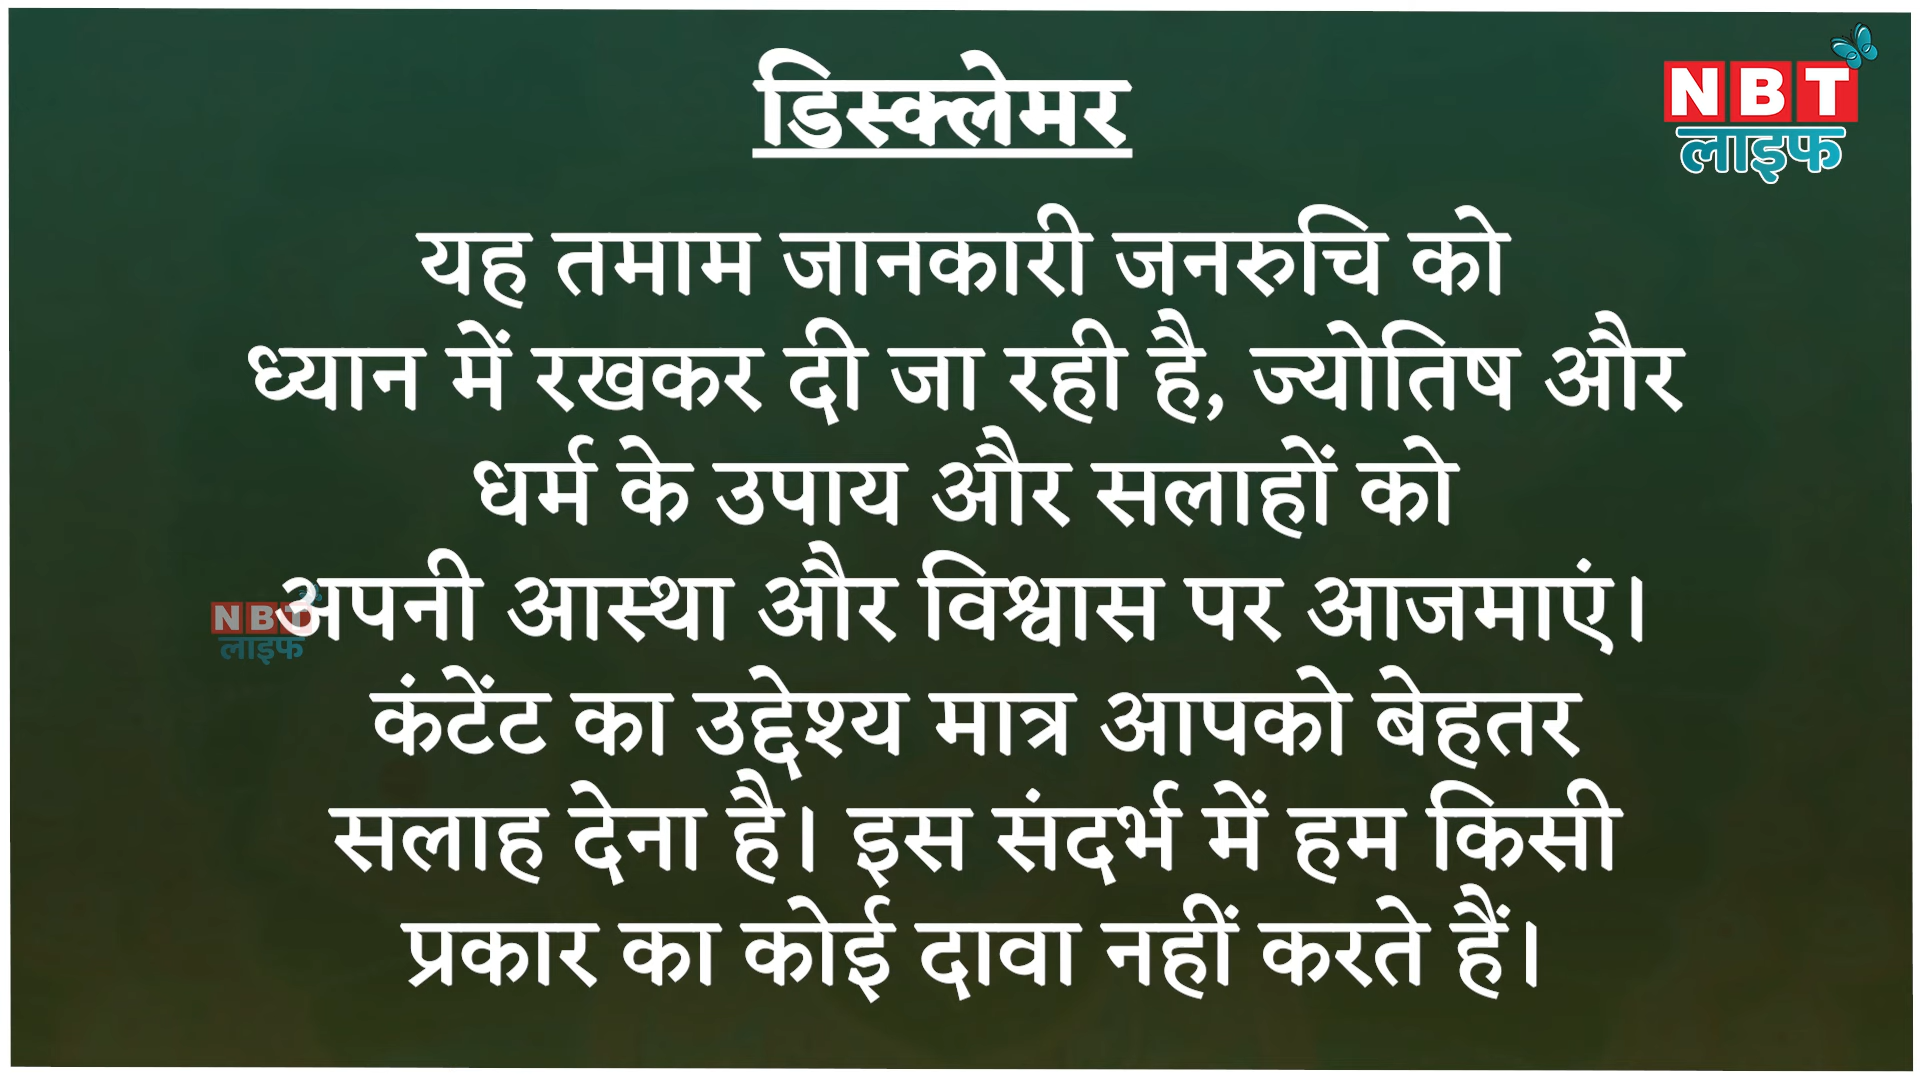 डिस्क्लेमर
NBT
लाइफ
यह तमाम जानकारी जनरुचि को
ध्यान में रखकर दी जा रही है, ज्योतिष और
धर्म के उपाय और सलाहों को
अपनी आस्था और विश्वास पर आजमाएं।
NBT
लाइफ
कंटेंट का उद्देश्य मात्र आपको बेहतर
सलाह देना है। इस संदर्भ में हम किसी
प्रकार का कोई दावा नहीं करते हैं।